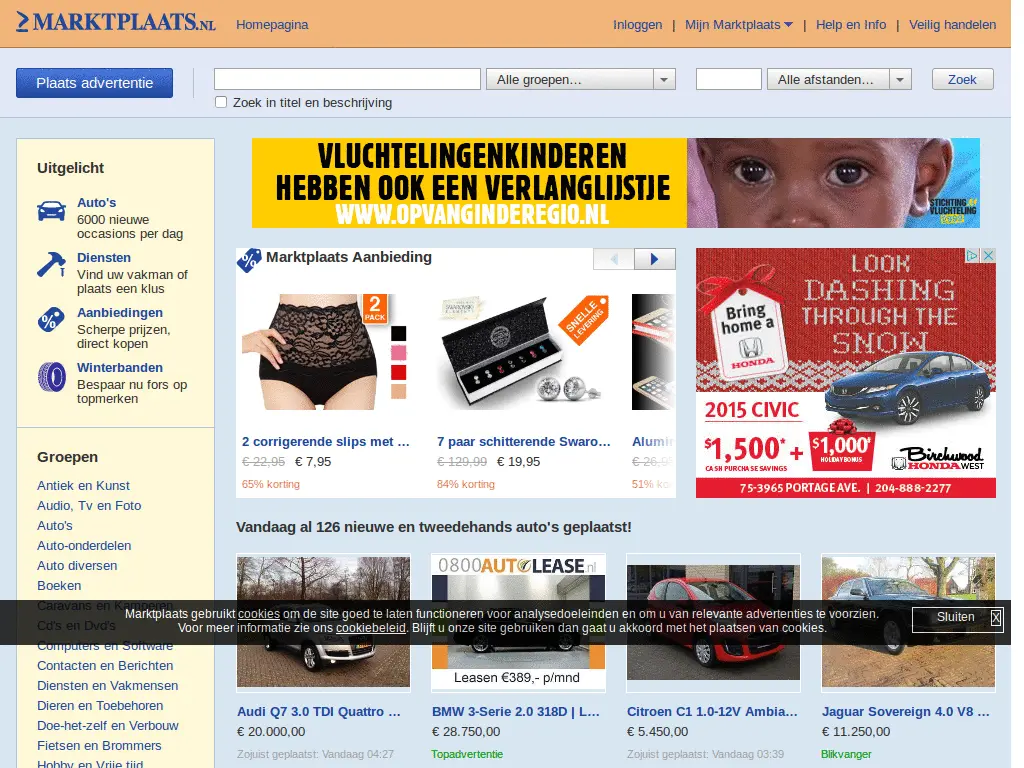 MARKTPLAATS.NL
Homepagina
Inloggen | Mijn Marktplaats | Help en Info | Veilig handelen
Plaats advertentie
Alle groepen…
Alle afstanden…
Zoek
Zoek in titel en beschrijving
Uitgelicht
Auto's
6000 nieuwe
occasions per dag
Diensten
Vind uw vakman of
plaats een klus
Aanbiedingen
Scherpe prijzen,
direct kopen
Winterbanden
Bespaar nu fors op
topmerken
Groepen
Antiek en Kunst
Audio, Tv en Foto
Auto's
Auto-onderdelen
Auto diversen
Boeken
Caravans en Kamperen
Cd's en Dvd's
Computers en Software
Contacten en Berichten
Diensten en Vakmensen
Dieren en Toebehoren
Doe-het-zelf en Verbouw
Fietsen en Brommers
Hobby en Vrije tijd
VLUCHTELINGENKINDEREN
HEBBEN OOK EEN VERLANGLIJSTJE
WWW.OPVANGINDEREGIO.NL
STICHTING
VLUCHTELING
Marktplaats Aanbieding
2
PACK
SWAROVSKI
ELEMENTS
SNELLE
LEVERING
2 corrigerende slips met …
€ 22,95 € 7,95
65% korting
7 paar schitterende Swaro…
€ 129,99 € 19,95
84% korting
Alumin
€ 26,9
51% ko
LOOK
DASHING
THROUGH THE
SNOW
Bring
home a
HONDA
2015 CIVIC
$1,500* +
CASH PURCHASE SAVINGS
$1,000†
HOLIDAY BONUS
Birchwood
HONDA WEST
75-3965 PORTAGE AVE. | 204-888-2277
Vandaag al 126 nieuwe en tweedehands auto's geplaatst!
0800AUTOLEASE.nl
Leasen €389,- p/mnd
Audi Q7 3.0 TDI Quattro …
€ 20.000,00
Zojuist geplaatst: Vandaag 04:27
BMW 3-Serie 2.0 318D | L…
€ 28.750,00
Topadvertentie
Citroen C1 1.0-12V Ambia…
€ 5.450,00
Zojuist geplaatst: Vandaag 03:39
Jaguar Sovereign 4.0 V8 …
€ 11.250,00
Blikvanger
Marktplaats gebruikt cookies om de site goed te laten functioneren voor analysedoeleinden en om u van relevante advertenties te voorzien.
Voor meer informatie zie ons cookiebeleid. Blijft u onze site gebruiken dan gaat u akkoord met het plaatsen van cookies.
Sluiten X